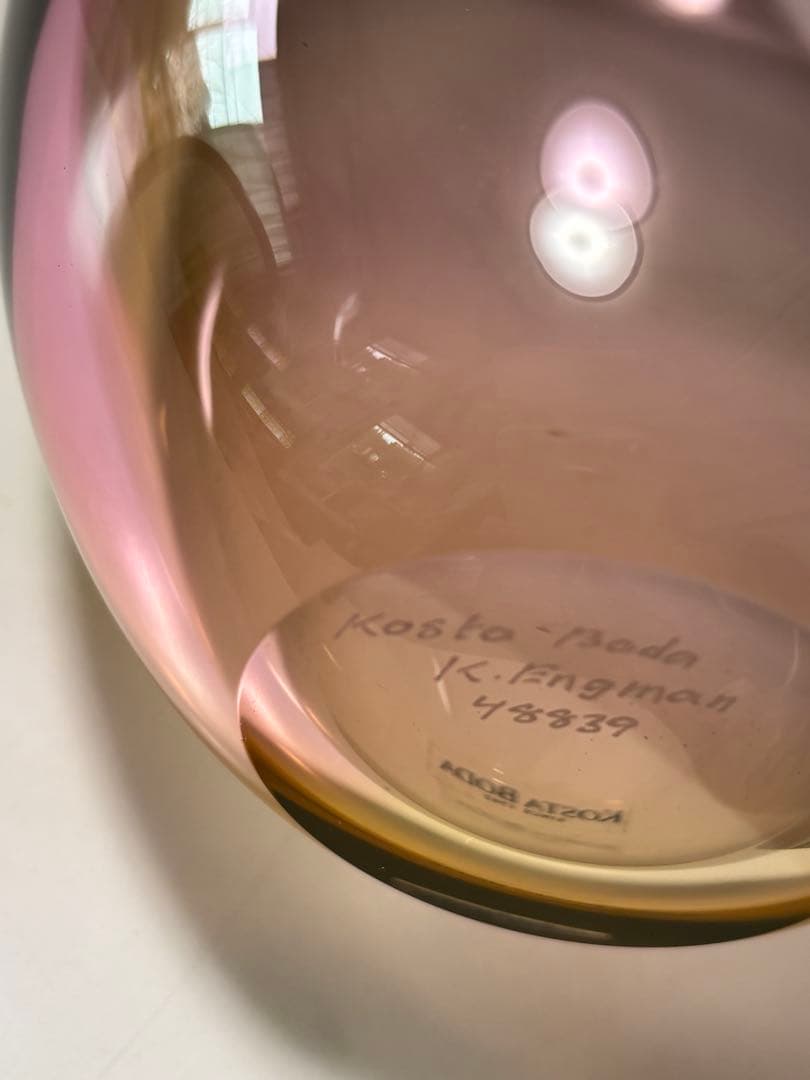 Kosta-Boda
K. Engman
48839
KOSTA BODA